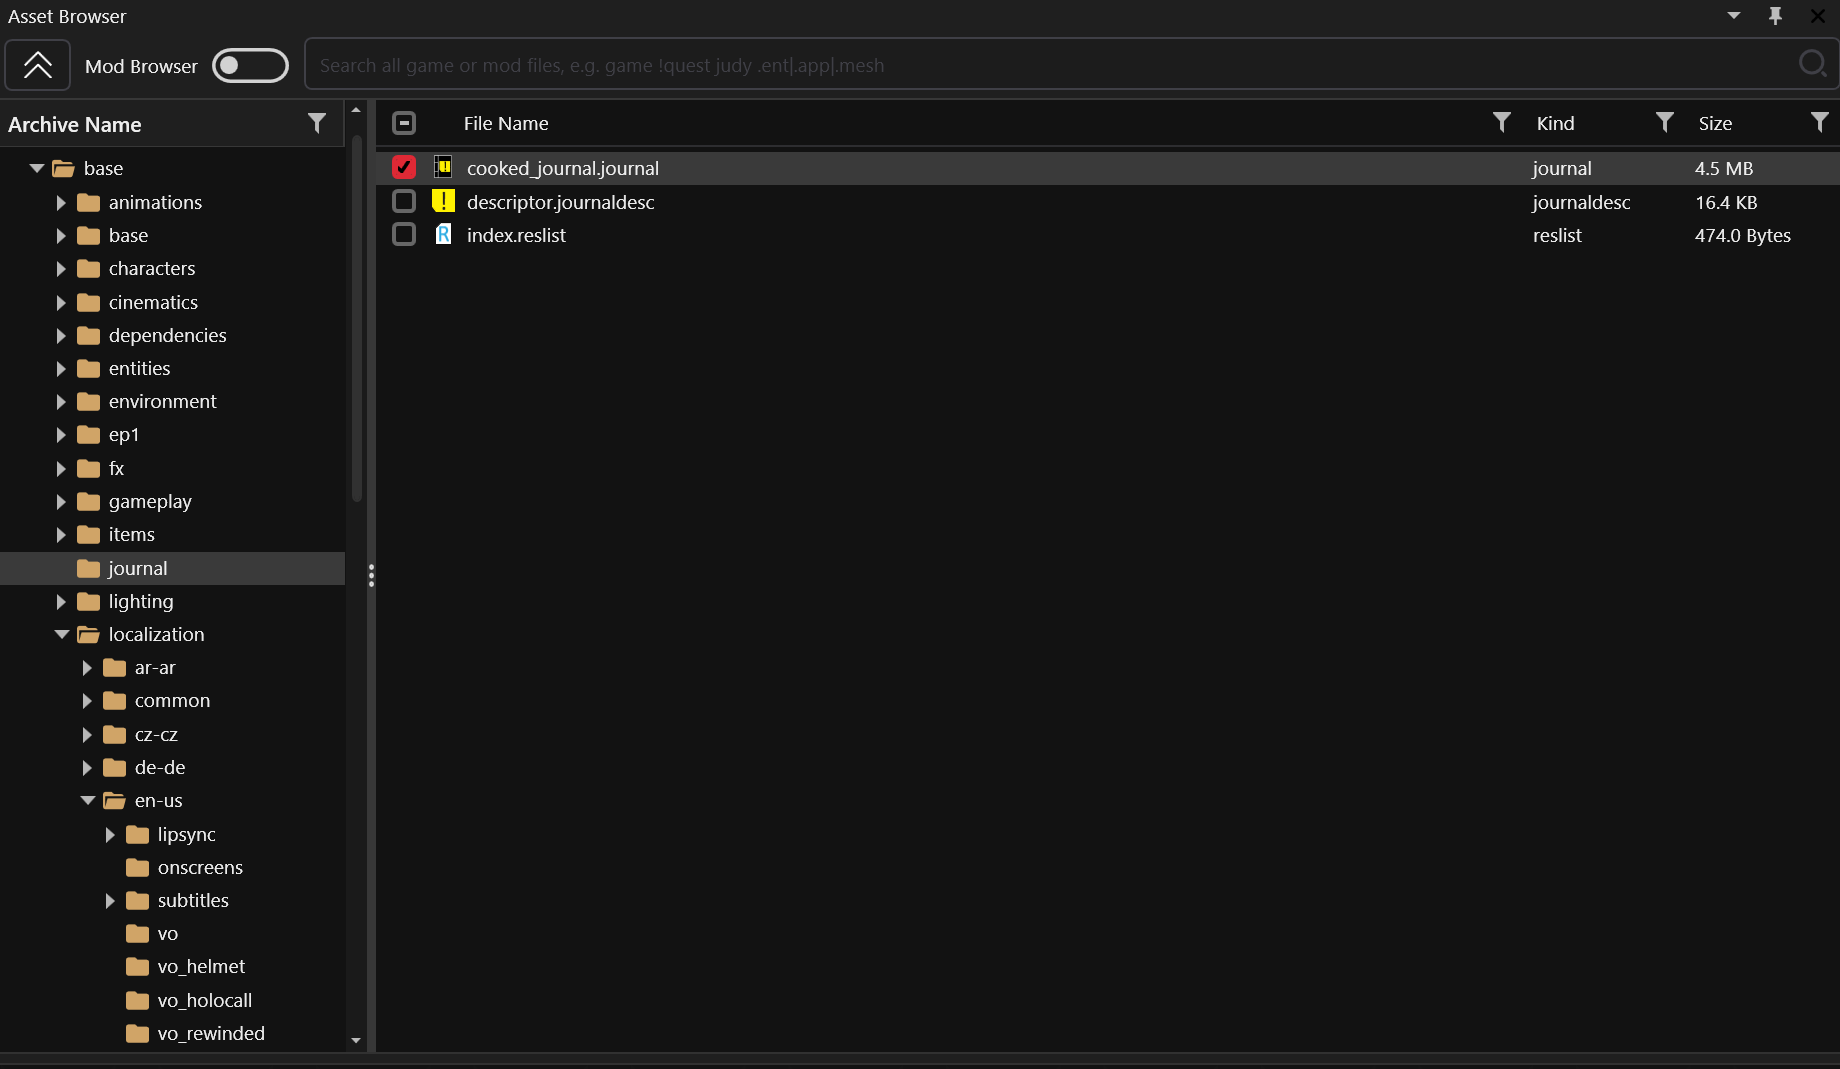 Asset Browser
Mod Browser
Search all game or mod files, e.g. game !quest judy .ent|.app|.mesh
Archive Name
base
animations
base
characters
cinematics
dependencies
entities
environment
ep1
fx
gameplay
items
journal
lighting
localization
ar-ar
common
cz-cz
de-de
en-us
lipsync
onscreens
subtitles
vo
vo_helmet
vo_holocall
vo_rewinded
File Name Kind Size
cooked_journal.journal journal 4.5 MB
descriptor.journaldesc journaldesc 16.4 KB
index.reslist reslist 474.0 Bytes